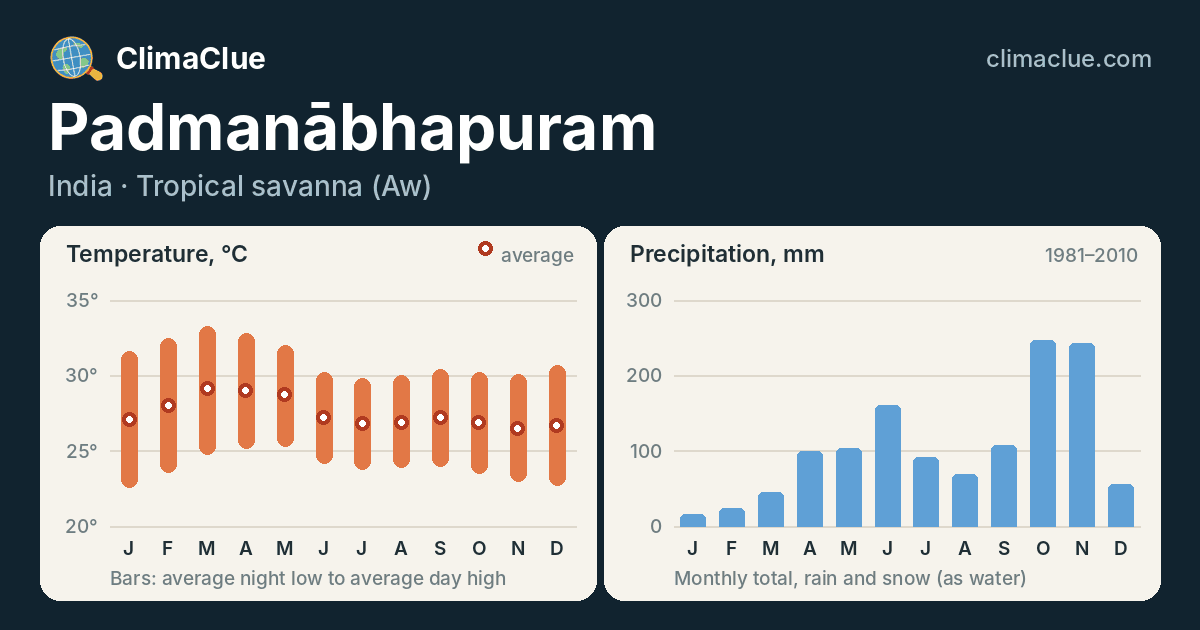 ClimaClue
climaclue.com
Padmanābhapuram
India · Tropical savanna (Aw)
Temperature, °C
average
35°
30°
25°
20°
J F M A M J J A S O N D
Bars: average night low to average day high
Precipitation, mm
1981–2010
300
200
100
0
J F M A M J J A S O N D
Monthly total, rain and snow (as water)